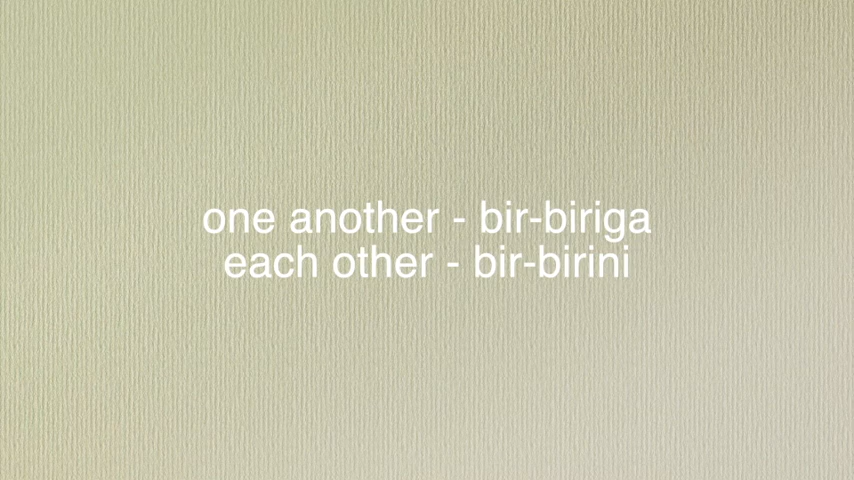 one another - bir-biriga
each other - bir-birini